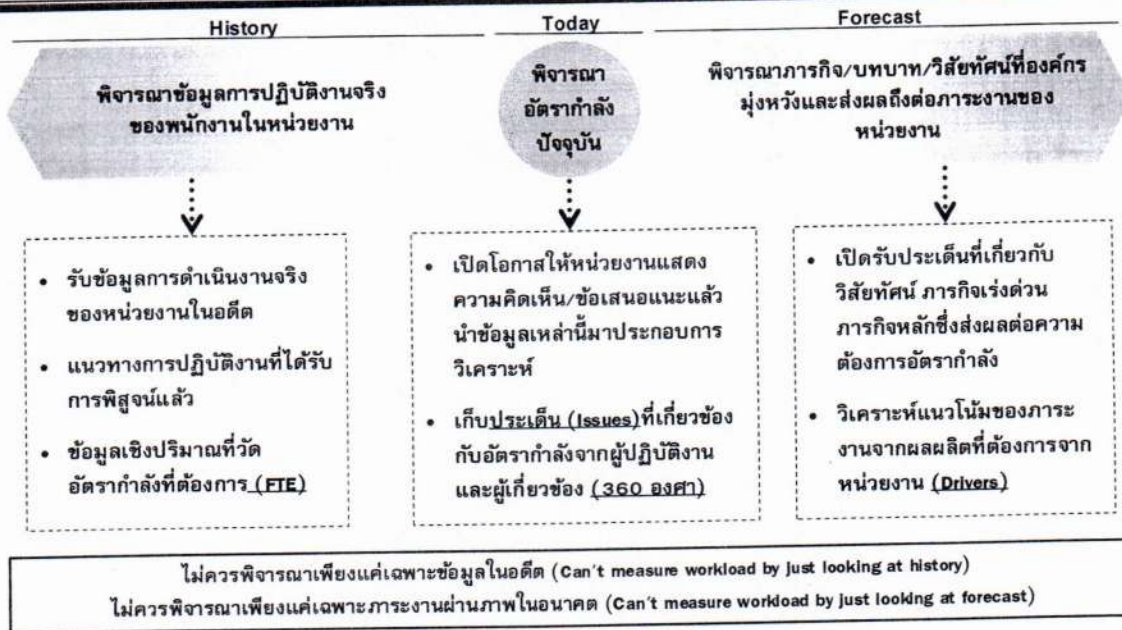 History
Today
Forecast
พิจารณาข้อมูลการปฏิบัติงานจริง
ของพนักงานในหน่วยงาน
พิจารณา
อัตรากำลัง
ปัจจุบัน
พิจารณาภารกิจ/บทบาท/วิสัยทัศน์ที่องค์กร
มุ่งหวังและส่งผลถึงต่อภาระงานของ
หน่วยงาน
• รับข้อมูลการดำเนินงานจริง
ของหน่วยงานในอดีต
• แนวทางการปฏิบัติงานที่ได้รับ
การพิสูจน์แล้ว
• ข้อมูลเชิงปริมาณที่วัด
อัตรากำลังที่ต้องการ (FTE)
• เปิดโอกาสให้หน่วยงานแสดง
ความคิดเห็น/ข้อเสนอแนะแล้ว
นำข้อมูลเหล่านี้มาประกอบการ
วิเคราะห์
• เก็บประเด็น (Issues)ที่เกี่ยวข้อง
กับอัตรากำลังจากผู้ปฏิบัติงาน
และผู้เกี่ยวข้อง (360 องศา)
• เปิดรับประเด็นที่เกี่ยวกับ
วิสัยทัศน์ ภารกิจเร่งด่วน
ภารกิจหลักซึ่งส่งผลต่อความ
ต้องการอัตรากำลัง
• วิเคราะห์แนวโน้มของภาระ
งานจากผลผลิตที่ต้องการจาก
หน่วยงาน (Drivers)
ไม่ควรพิจารณาเพียงแค่เฉพาะข้อมูลในอดีต (Can't measure workload by just looking at history)
ไม่ควรพิจารณาเพียงแค่เฉพาะภาระงานผ่านภาพในอนาคต (Can't measure workload by just looking at forecast)